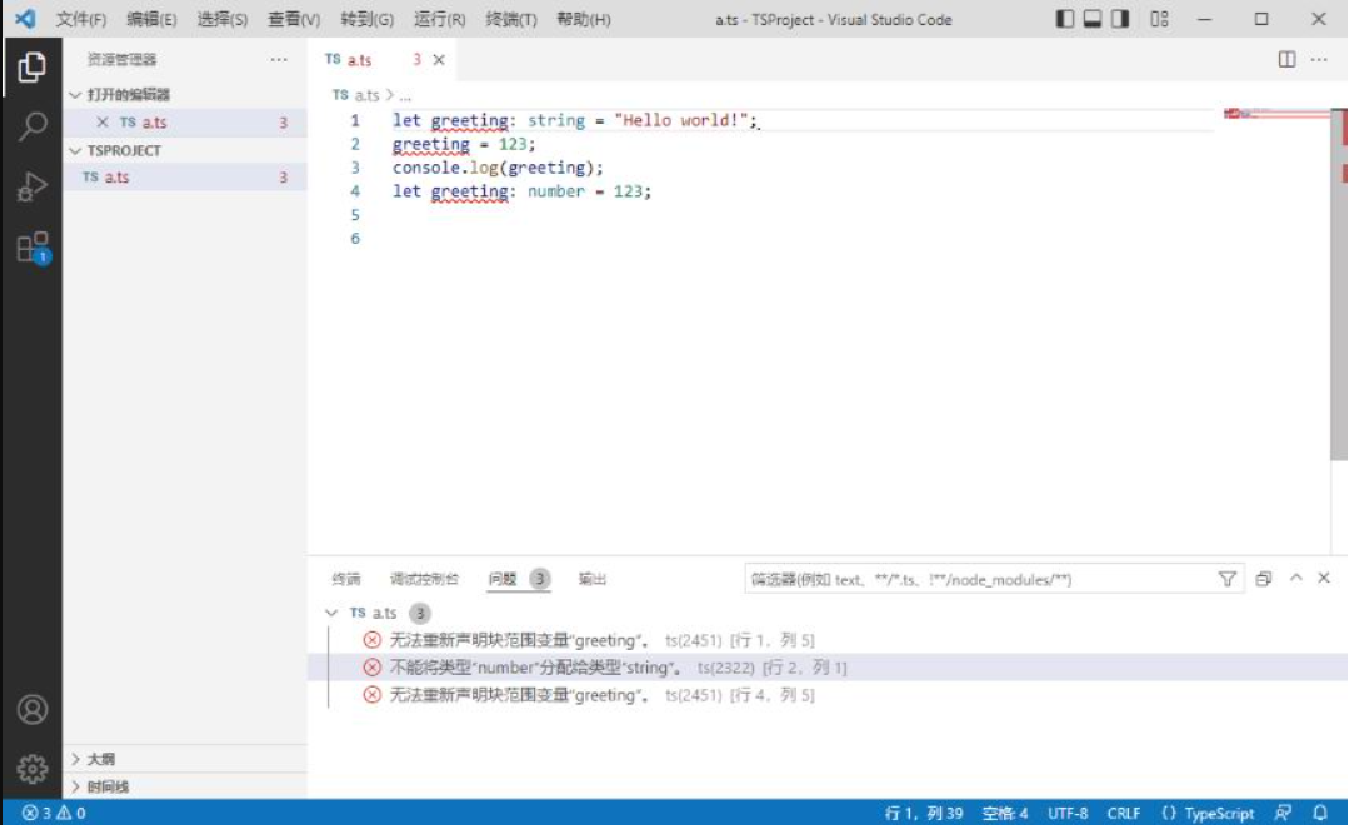 文件(F) 编辑(E) 选择(S) 查看(V) 转到(G) 运行(R) 终端(T) 帮助(H) a.ts - TSProject - Visual Studio Code
资源管理器 ...
打开的编辑器
TS a.ts 3
TSPROJECT
TS a.ts 3
大纲
时间线
TS a.ts 3
TS a.ts > ...
1 let greeting: string = "Hello world!";
2 greeting = 123;
3 console.log(greeting);
4 let greeting: number = 123;
5
6
终端 调试控制台 问题 3 输出 筛选器(例如 text、**/*.ts、!**/node_modules/**)
TS a.ts 3
无法重新声明块范围变量"greeting"。 ts(2451) [行 1，列 5]
不能将类型"number"分配给类型"string"。 ts(2322) [行 2，列 1]
无法重新声明块范围变量"greeting"。 ts(2451) [行 4，列 5]
1
3 0 行 1，列 39 空格: 4 UTF-8 CRLF {} TypeScript